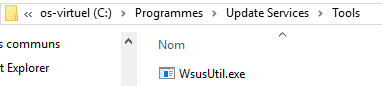 « os-virtuel (C:) > Programmes > Update Services > Tools
s communs
Nom
t Explorer
WsusUtil.exe